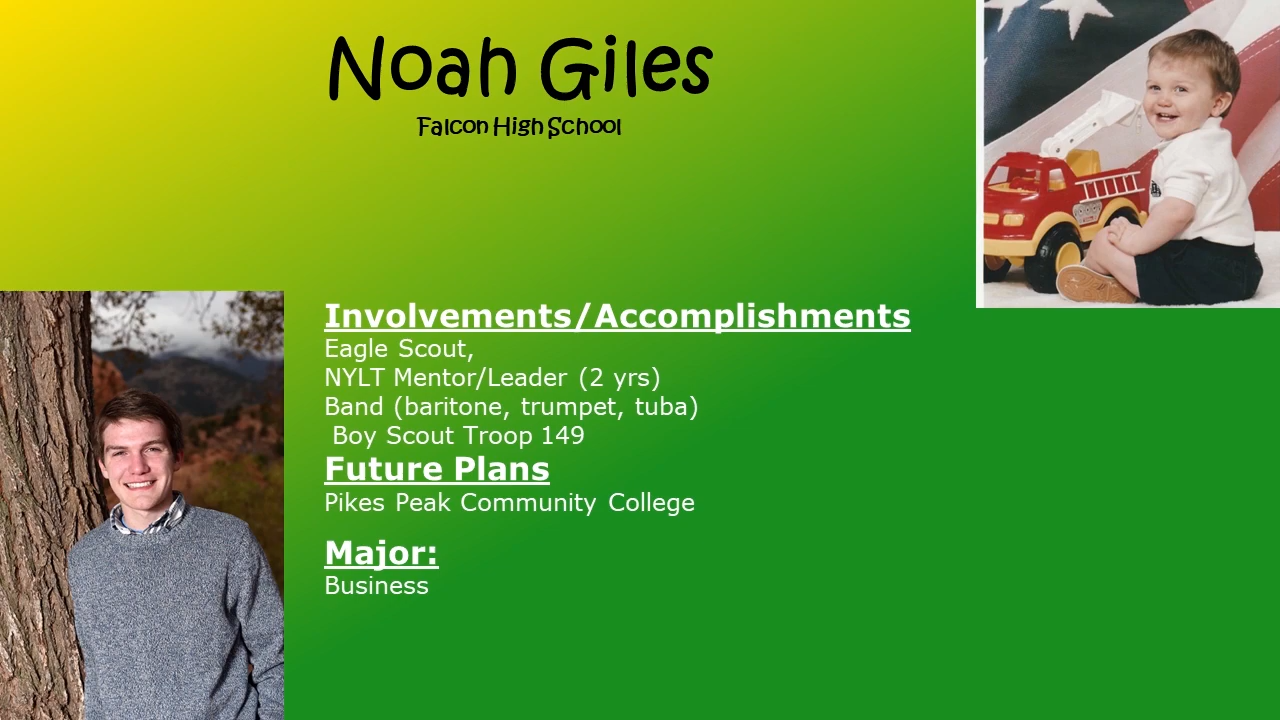 Noah Giles
Falcon High School
Involvements/Accomplishments
Eagle Scout,
NYLT Mentor/Leader (2 yrs)
Band (baritone, trumpet, tuba)
Boy Scout Troop 149
Future Plans
Pikes Peak Community College
Major:
Business